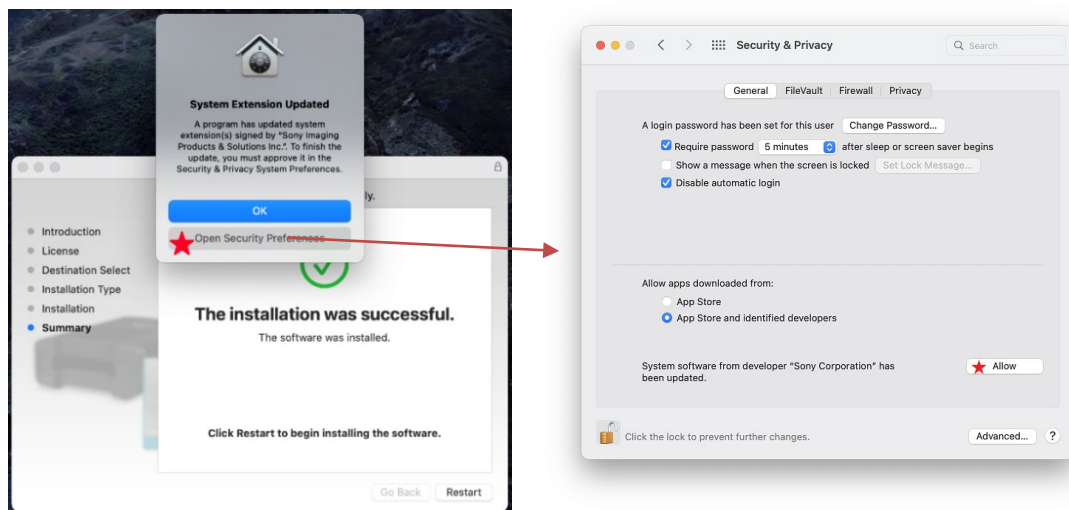 System Extension Updated
A program has updated system
extension(s) signed by "Sony Imaging
Products & Solutions Inc.". To finish the
update, you must approve it in the
Security & Privacy System Preferences.
OK
Open Security Preferences
ly.
Introduction
License
Destination Select
Installation Type
Installation
Summary
The installation was successful.
The software was installed.
Click Restart to begin installing the software.
Go Back
Restart
Security & Privacy
Search
General
FileVault
Firewall
Privacy
A login password has been set for this user
Change Password...
Require password
5 minutes
after sleep or screen saver begins
Show a message when the screen is locked
Set Lock Message...
Disable automatic login
Allow apps downloaded from:
App Store
App Store and identified developers
System software from developer "Sony Corporation" has
been updated.
Allow
Click the lock to prevent further changes.
Advanced...
?